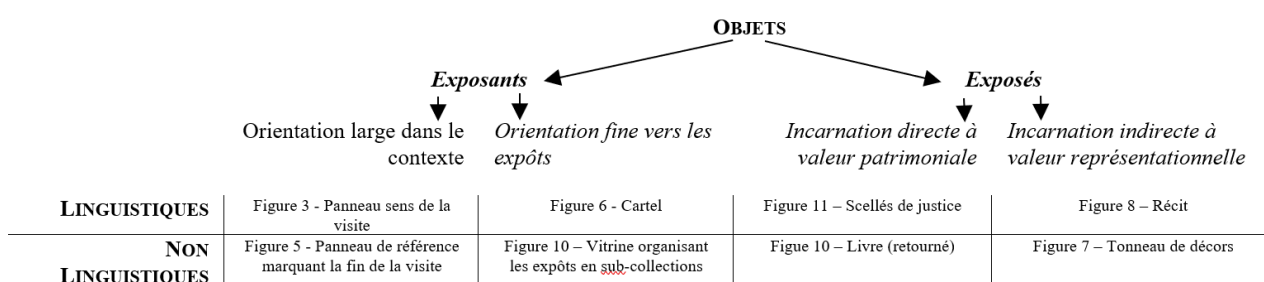 OBJETS
Exposants
Exposés
Orientation large dans le
contexte
Orientation fine vers les
expôts
Incarnation directe à
valeur patrimoniale
Incarnation indirecte à
valeur représentationnelle
LINGUISTIQUES
Figure 3 - Panneau sens de la
visite
Figure 6 - Cartel
Figure 11 – Scellés de justice
Figure 8 – Récit
NON
LINGUISTIQUES
Figure 5 - Panneau de référence
marquant la fin de la visite
Figure 10 – Vitrine organisant
les expôts en sub-collections
Figue 10 – Livre (retourné)
Figure 7 – Tonneau de décors